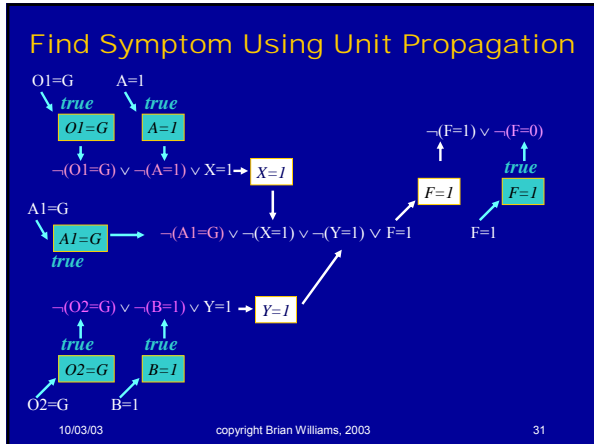 Find Symptom Using Unit Propagation
O1=G A=1
true true
O1=G A=1
¬(F=1) ∨ ¬(F=0)
¬(O1=G) ∨ ¬(A=1) ∨ X=1
X=1
true
F=1 F=1
A1=G
A1=G
¬(A1=G) ∨ ¬(X=1) ∨ ¬(Y=1) ∨ F=1
F=1
true
¬(O2=G) ∨ ¬(B=1) ∨ Y=1
Y=1
true true
O2=G B=1
O2=G B=1
10/03/03 copyright Brian Williams, 2003 31